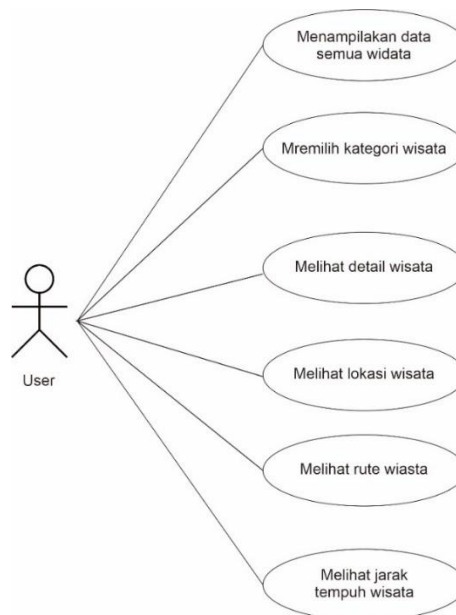 Menampilakan data
semua widata
Mremilih kategori wisata
Melihat detail wisata
User
Melihat lokasi wisata
Melihat rute wiasta
Melihat jarak
tempuh wisata